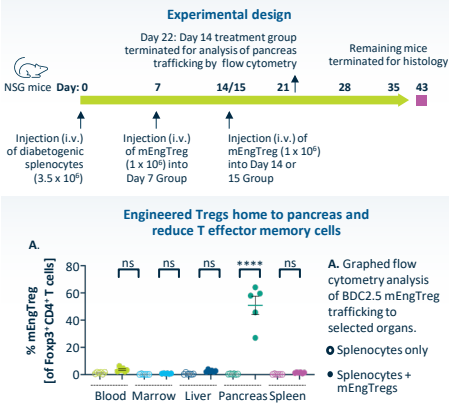 Experimental design
Day 22: Day 14 treatment group
terminated for analysis of pancreas
trafficking by flow cytometry
Remaining mice
terminated for histology
NSG mice Day: 0 7 14/15 21 28 35 43
Injection (i.v.)
of diabetogenic
splenocytes
(3.5 x 10⁶)
Injection (i.v.)
of mEngTreg
(1 x 10⁶) into
Day 7 Group
Injection (i.v.) of
mEngTreg (1 x 10⁶)
into Day 14 or
15 Group
Engineered Tregs home to pancreas and
reduce T effector memory cells
A.
% mEngTreg
[of Foxp3⁺CD4⁺ T cells]
80
60
40
20
0
ns ns ns **** ns
Blood Marrow Liver Pancreas Spleen
A. Graphed flow
cytometry analysis
of BDC2.5 mEngTreg
trafficking to
selected organs.
Splenocytes only
Splenocytes +
mEngTregs